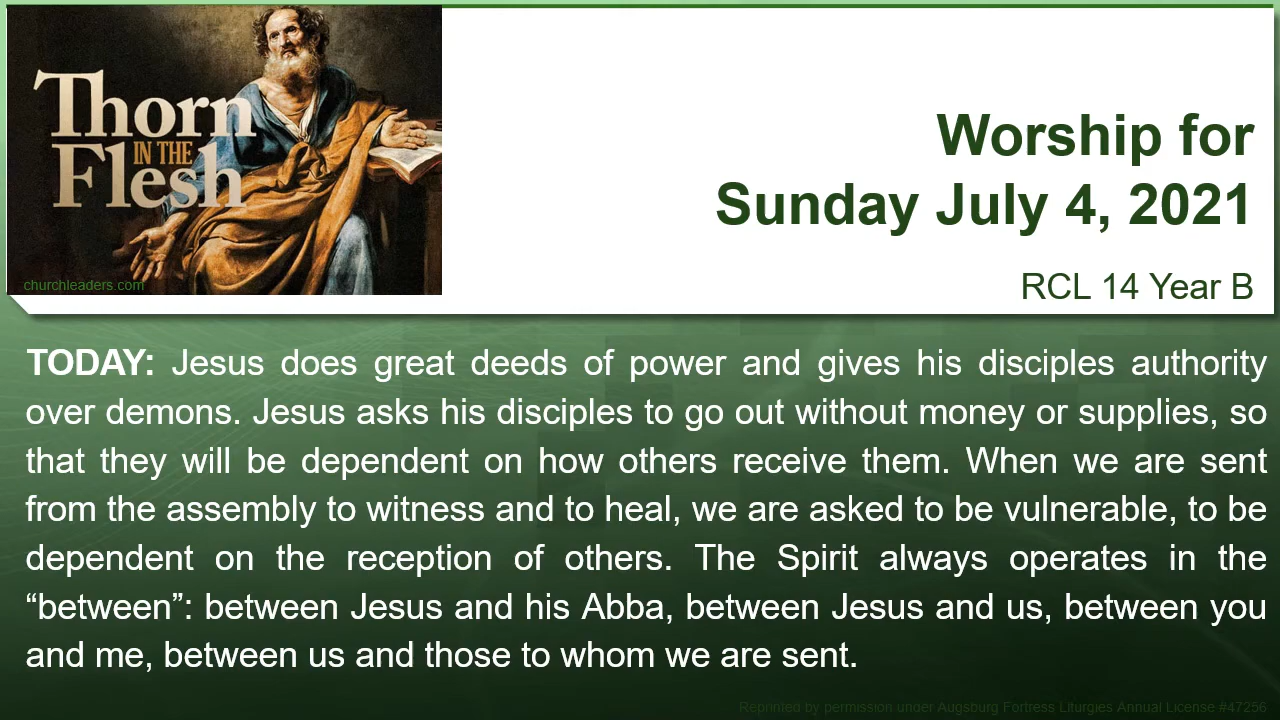 Thorn
IN THE
Flesh
churchleaders.com
Worship for
Sunday July 4, 2021
RCL 14 Year B
TODAY: Jesus does great deeds of power and gives his disciples authority
over demons. Jesus asks his disciples to go out without money or supplies, so
that they will be dependent on how others receive them. When we are sent
from the assembly to witness and to heal, we are asked to be vulnerable, to be
dependent on the reception of others. The Spirit always operates in the
“between”: between Jesus and his Abba, between Jesus and us, between you
and me, between us and those to whom we are sent.
Reprinted by permission under Augsburg Fortress Liturgies Annual License #47256